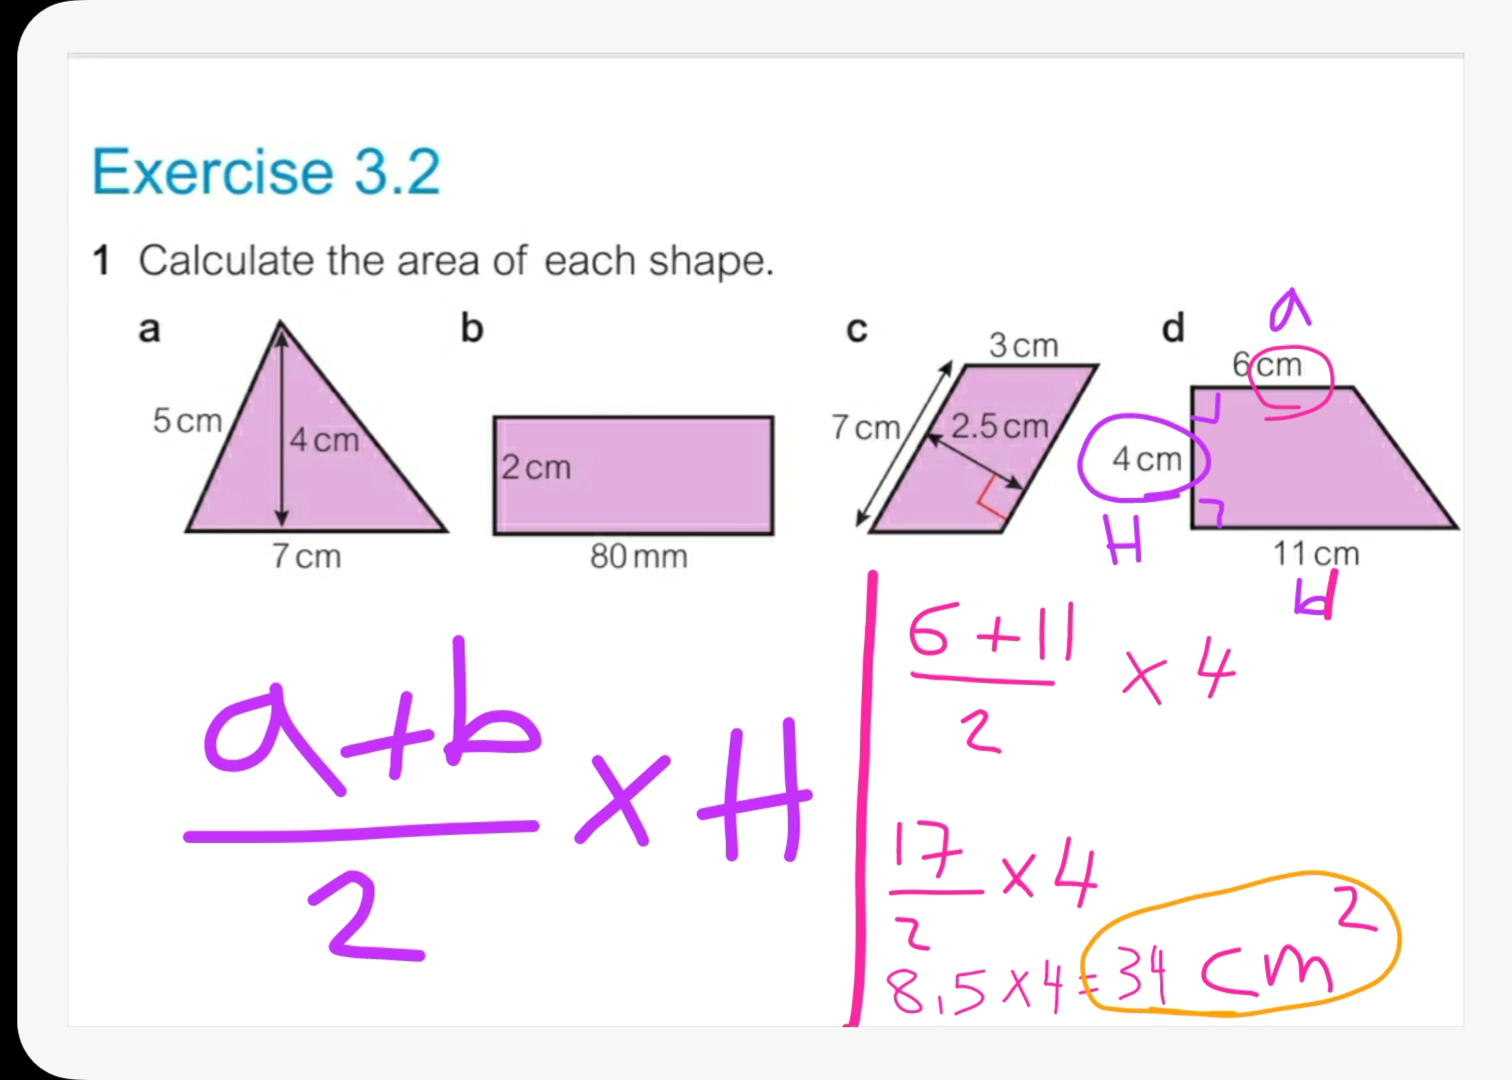 Exercise 3.2
1 Calculate the area of each shape.
a
5 cm
4 cm
7 cm
b
2 cm
80 mm
c
3 cm
7 cm
2.5 cm
d
a
6 cm
4 cm
H
11 cm
b
a+b
2
× H
6 + 11
2
× 4
17
2
× 4
8.5 × 4 = 34 cm²